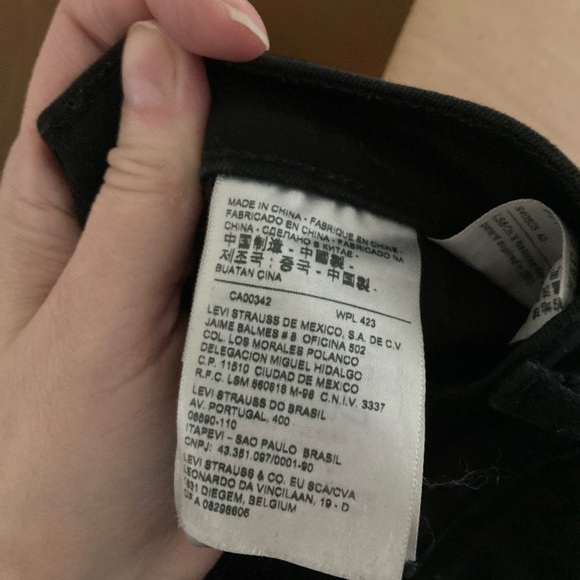 MADE IN CHINA - FABRIQUE EN CHINE -
FABRICADO EN CHINA - FABRICADO NA
CHINA - СДЕЛАНО В КИТАЕ -
中国制造 - 中國製 -
제조국 : 중국 - 中国製 -
BUATAN CINA
CA00342 WPL 423
LEVI STRAUSS DE MEXICO, S.A. DE C.V
JAIME BALMES # 8 OFICINA 502
COL. LOS MORALES POLANCO
DELEGACION MIGUEL HIDALGO
C.P. 11510 CIUDAD DE MEXICO
R.F.C. LSM 860818 M-98 C.N.I.V. 3337
LEVI STRAUSS DO BRASIL
AV. PORTUGAL, 400
06690-110
ITAPEVI - SAO PAULO BRASIL
CNPJ: 43.351.097/0001-90
LEVI STRAUSS & CO. EU SCA/CVA
LEONARDO DA VINCILAAN, 19 - D
1831 DIEGEM, BELGIUM
A 08298606